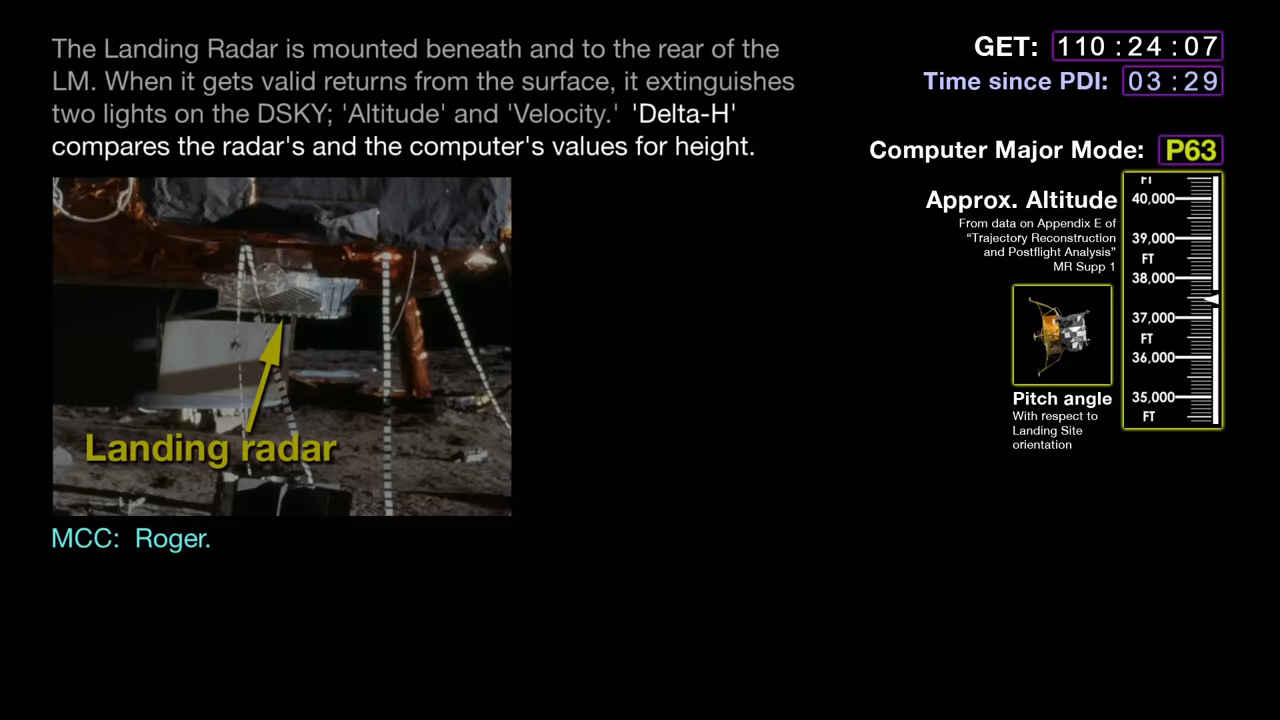 The Landing Radar is mounted beneath and to the rear of the
LM. When it gets valid returns from the surface, it extinguishes
two lights on the DSKY; 'Altitude' and 'Velocity.' 'Delta-H'
compares the radar's and the computer's values for height.
Landing radar
MCC: Roger.
GET: 110:24:07
Time since PDI: 03:29
Computer Major Mode: P63
Approx. Altitude
From data on Appendix E of
“Trajectory Reconstruction
and Postflight Analysis”
MR Supp 1
Pitch angle
With respect to
Landing Site
orientation
FT
40,000
39,000
FT
38,000
37,000
FT
36,000
35,000
FT